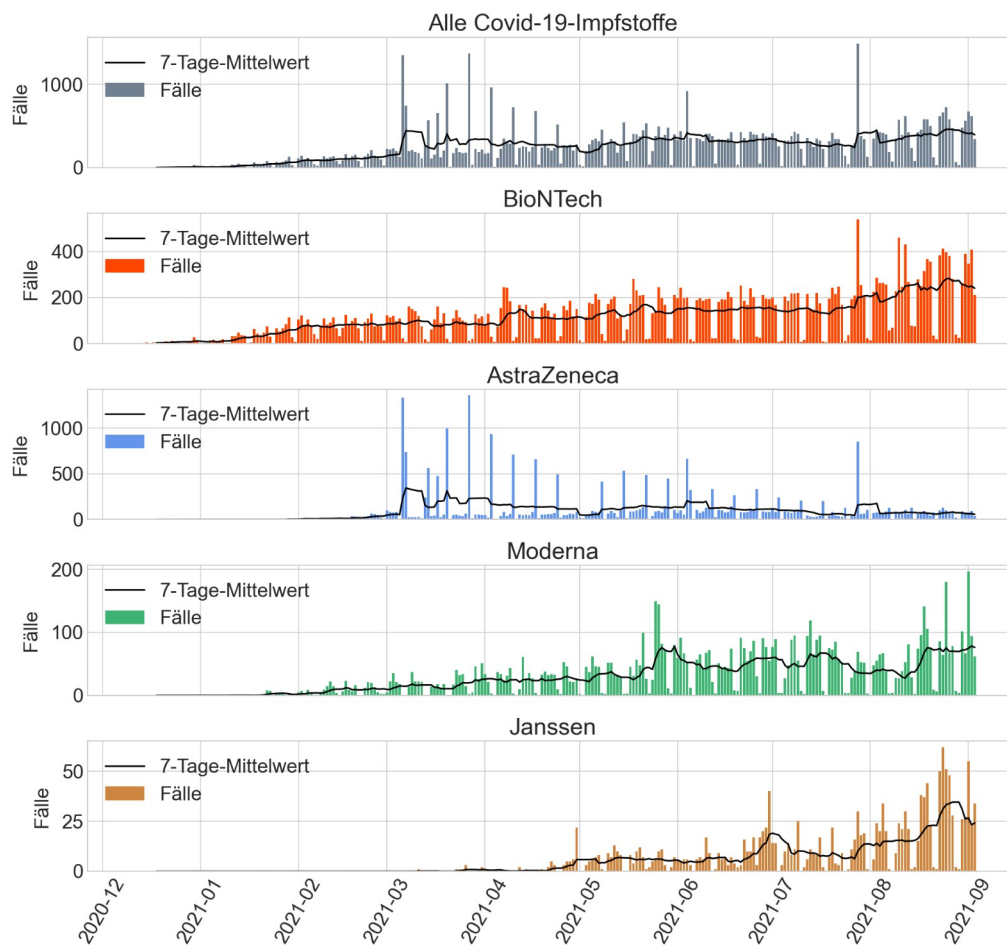 Alle Covid-19-Impfstoffe
Fälle
1000
0
7-Tage-Mittelwert
Fälle
BioNTech
Fälle
400
200
0
7-Tage-Mittelwert
Fälle
AstraZeneca
Fälle
1000
500
0
7-Tage-Mittelwert
Fälle
Moderna
Fälle
200
100
0
7-Tage-Mittelwert
Fälle
Janssen
Fälle
50
25
0
7-Tage-Mittelwert
Fälle
2020-12
2021-01
2021-02
2021-03
2021-04
2021-05
2021-06
2021-07
2021-08
2021-09